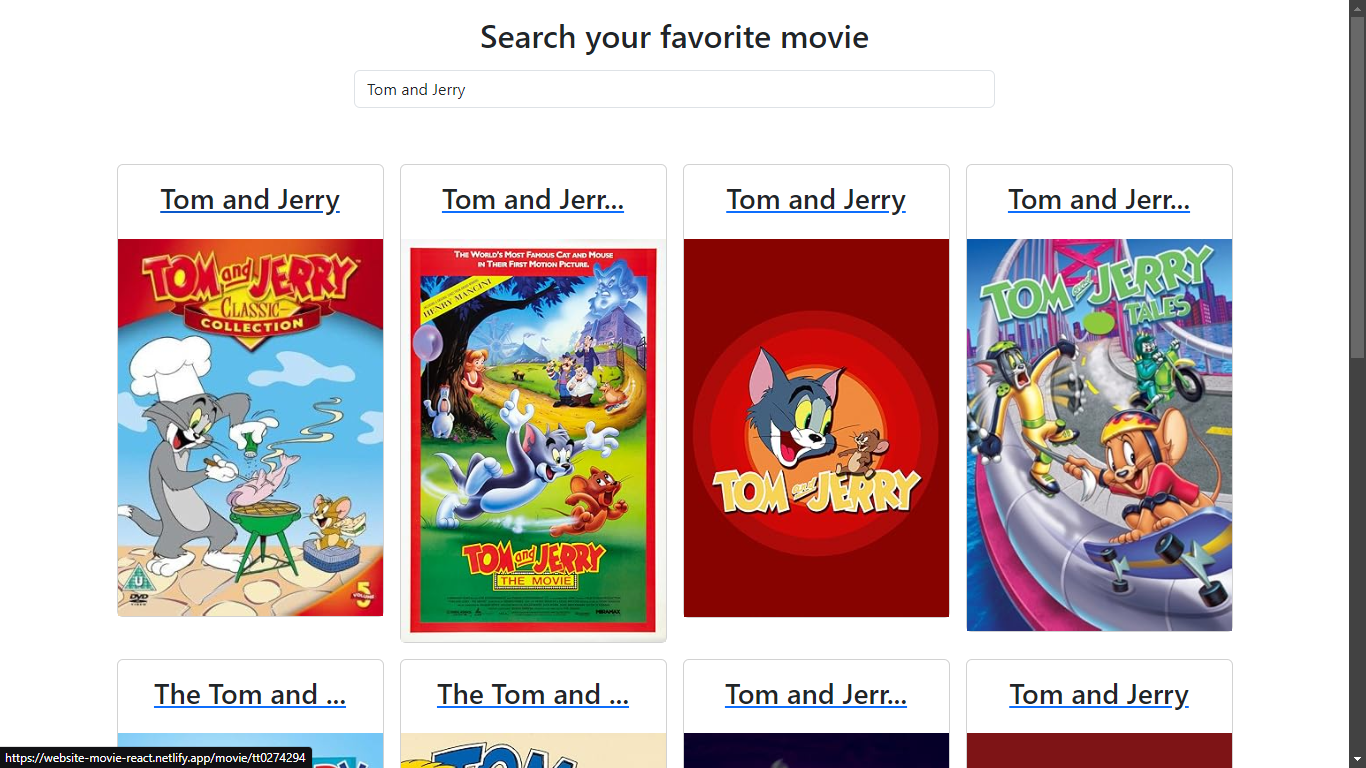 Search your favorite movie
Tom and Jerry
Tom and Jerry
Tom and Jerr...
Tom and Jerry
Tom and Jerr...
TOM and JERRY
CLASSIC
COLLECTION
U
DVD
VIDEO
VOLUME
5
THE WORLD'S MOST FAMOUS CAT AND MOUSE
IN THEIR FIRST MOTION PICTURE.
HENRY MANCINI
TOM and JERRY
THE MOVIE
MIRAMAX
TOM and JERRY
TOM and JERRY
TALES
The Tom and ...
The Tom and ...
Tom and Jerr...
Tom and Jerry
https://website-movie-react.netlify.app/movie/tt0274294